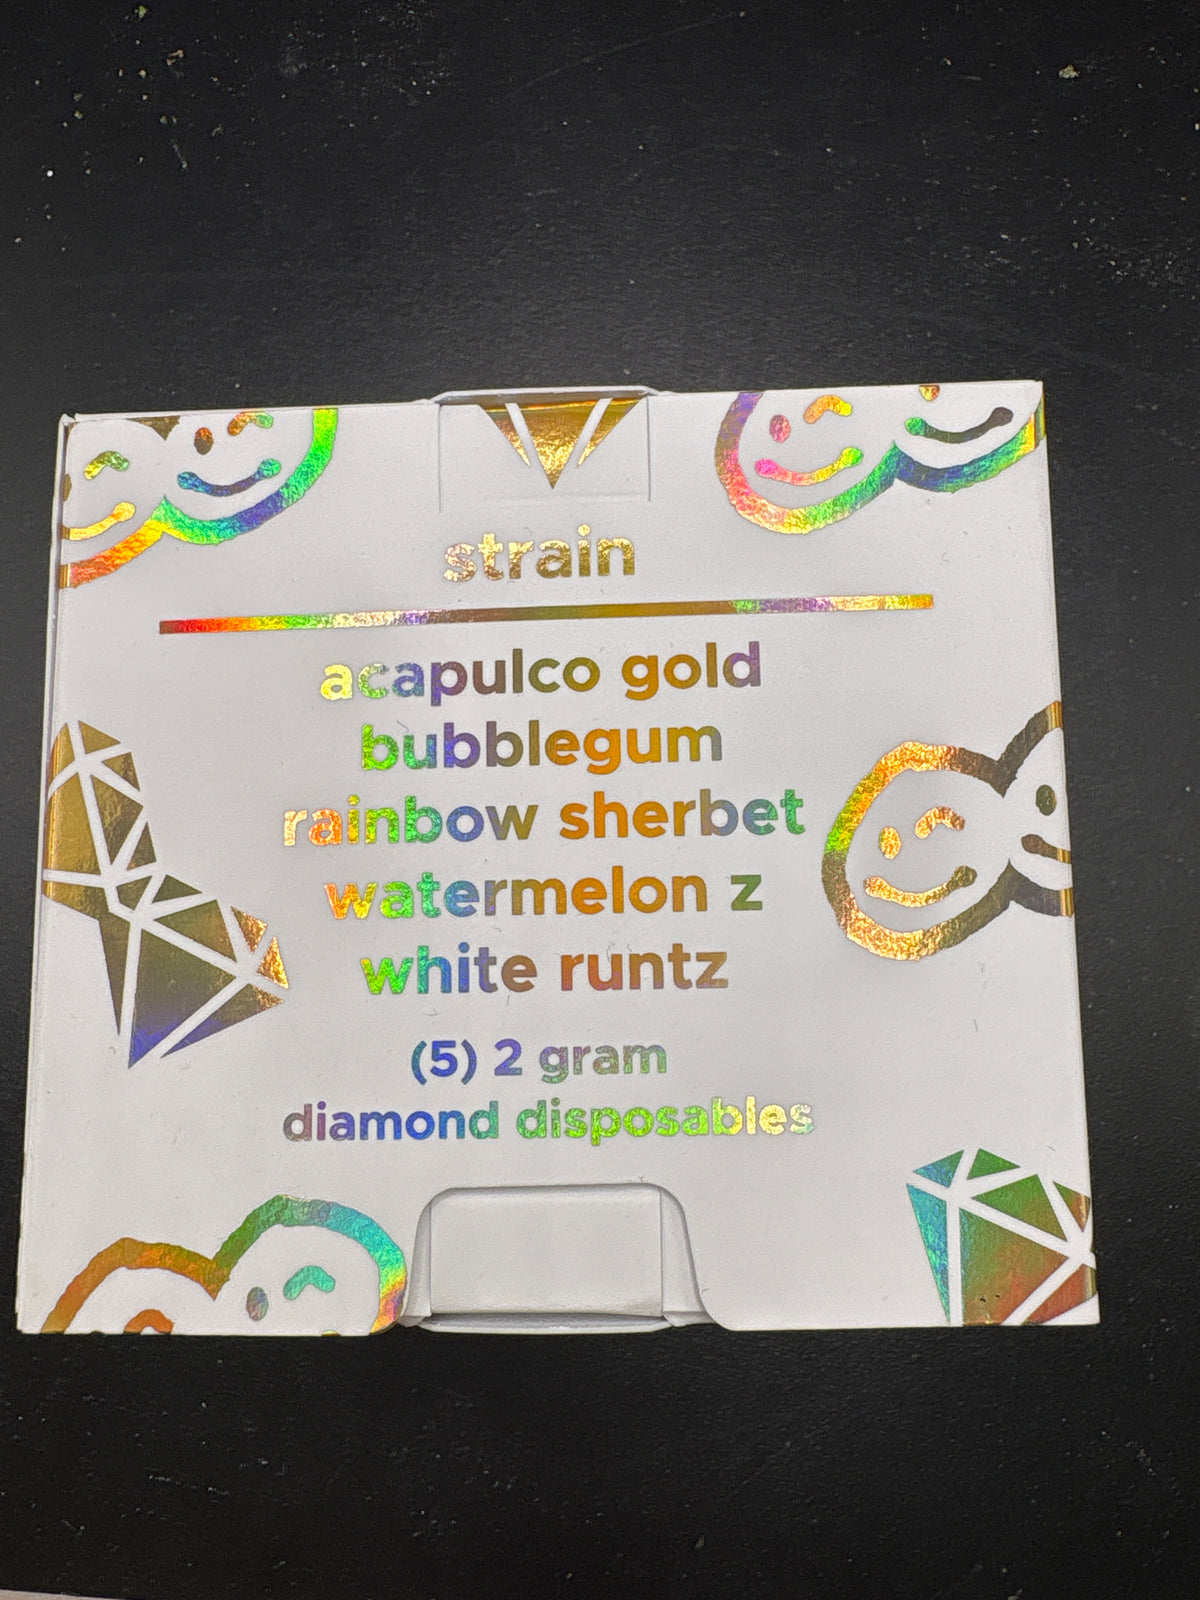 strain
acapulco gold
bubblegum
rainbow sherbet
watermelon z
white runtz
(5) 2 gram
diamond disposables